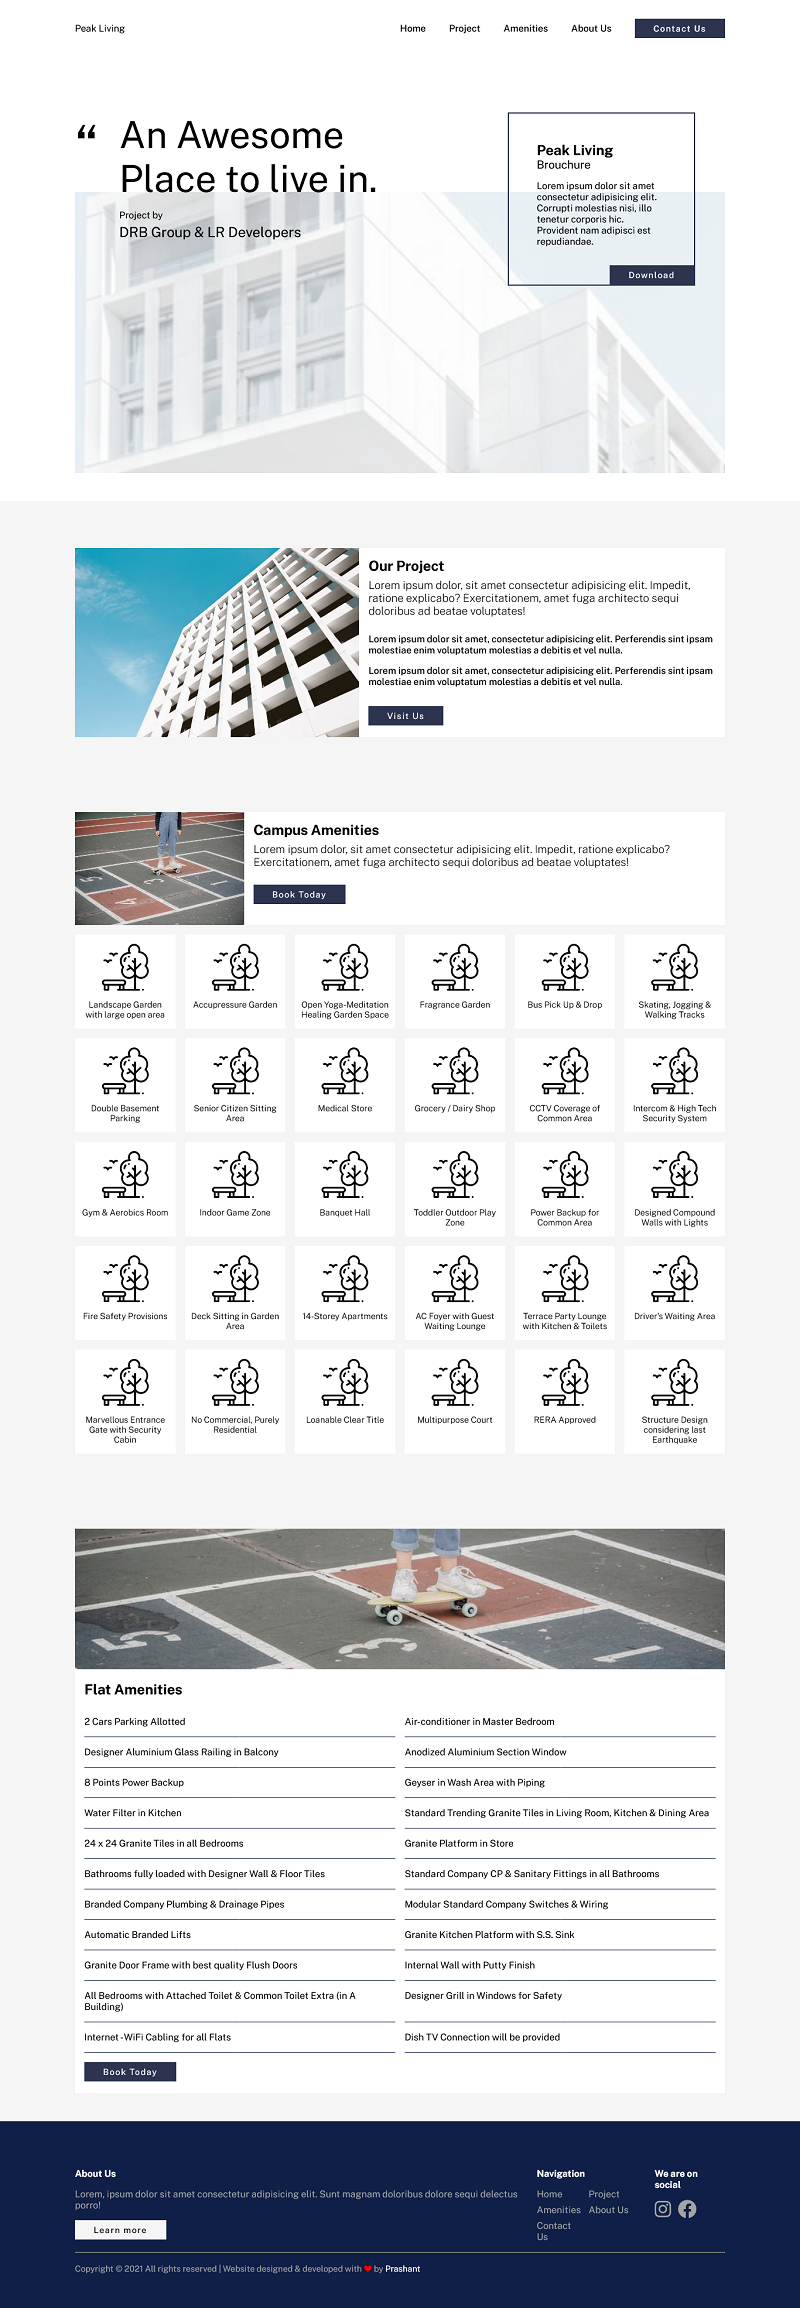 Peak Living
Home Project Amenities About Us Contact Us
“ An Awesome
Place to live in.
Project by
DRB Group & LR Developers
Peak Living
Brouchure
Lorem ipsum dolor sit amet
consectetur adipisicing elit.
Corrupti molestias nisi, illo
tenetur corporis hic.
Provident nam adipisci est
repudiandae.
Download
Our Project
Lorem ipsum dolor, sit amet consectetur adipisicing elit. Impedit,
ratione explicabo? Exercitationem, amet fuga architecto sequi
doloribus ad beatae voluptates!
Lorem ipsum dolor sit amet, consectetur adipisicing elit. Perferendis sint ipsam
molestiae enim voluptatum molestias a debitis et vel nulla.
Lorem ipsum dolor sit amet, consectetur adipisicing elit. Perferendis sint ipsam
molestiae enim voluptatum molestias a debitis et vel nulla.
Visit Us
Campus Amenities
Lorem ipsum dolor, sit amet consectetur adipisicing elit. Impedit, ratione explicabo?
Exercitationem, amet fuga architecto sequi doloribus ad beatae voluptates!
Book Today
Landscape Garden
with large open area
Accupressure Garden
Open Yoga-Meditation
Healing Garden Space
Fragrance Garden
Bus Pick Up & Drop
Skating, Jogging &
Walking Tracks
Double Basement
Parking
Senior Citizen Sitting
Area
Medical Store
Grocery / Dairy Shop
CCTV Coverage of
Common Area
Intercom & High Tech
Security System
Gym & Aerobics Room
Indoor Game Zone
Banquet Hall
Toddler Outdoor Play
Zone
Power Backup for
Common Area
Designed Compound
Walls with Lights
Fire Safety Provisions
Deck Sitting in Garden
Area
14-Storey Apartments
AC Foyer with Guest
Waiting Lounge
Terrace Party Lounge
with Kitchen & Toilets
Driver's Waiting Area
Marvellous Entrance
Gate with Security
Cabin
No Commercial, Purely
Residential
Loanable Clear Title
Multipurpose Court
RERA Approved
Structure Design
considering last
Earthquake
Flat Amenities
2 Cars Parking Allotted
Air-conditioner in Master Bedroom
Designer Aluminium Glass Railing in Balcony
Anodized Aluminium Section Window
8 Points Power Backup
Geyser in Wash Area with Piping
Water Filter in Kitchen
Standard Trending Granite Tiles in Living Room, Kitchen & Dining Area
24 x 24 Granite Tiles in all Bedrooms
Granite Platform in Store
Bathrooms fully loaded with Designer Wall & Floor Tiles
Standard Company CP & Sanitary Fittings in all Bathrooms
Branded Company Plumbing & Drainage Pipes
Modular Standard Company Switches & Wiring
Automatic Branded Lifts
Granite Kitchen Platform with S.S. Sink
Granite Door Frame with best quality Flush Doors
Internal Wall with Putty Finish
All Bedrooms with Attached Toilet & Common Toilet Extra (in A
Building)
Designer Grill in Windows for Safety
Internet-WiFi Cabling for all Flats
Dish TV Connection will be provided
Book Today
About Us
Lorem, ipsum dolor sit amet consectetur adipisicing elit. Sunt magnam doloribus dolore sequi delectus
porro!
Learn more
Navigation
Home Project
Amenities About Us
Contact
Us
We are on
social
Copyright © 2021 All rights reserved | Website designed & developed with ❤ by Prashant